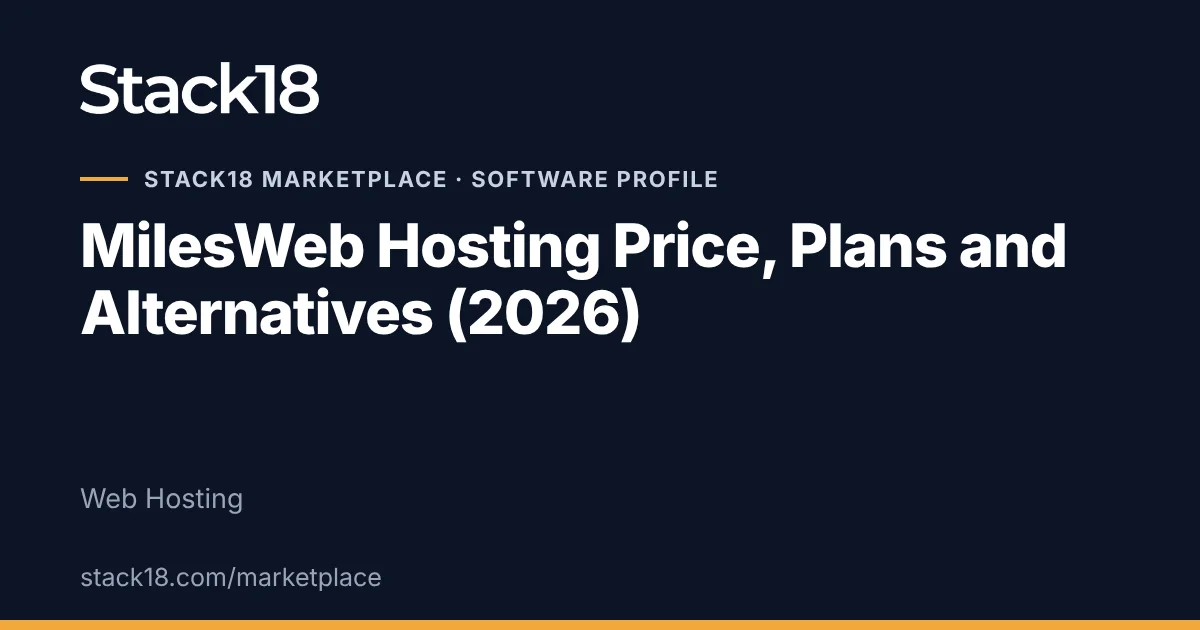 Stack18
STACK18 MARKETPLACE · SOFTWARE PROFILE
MilesWeb Hosting Price, Plans and
Alternatives (2026)
Web Hosting
stack18.com/marketplace